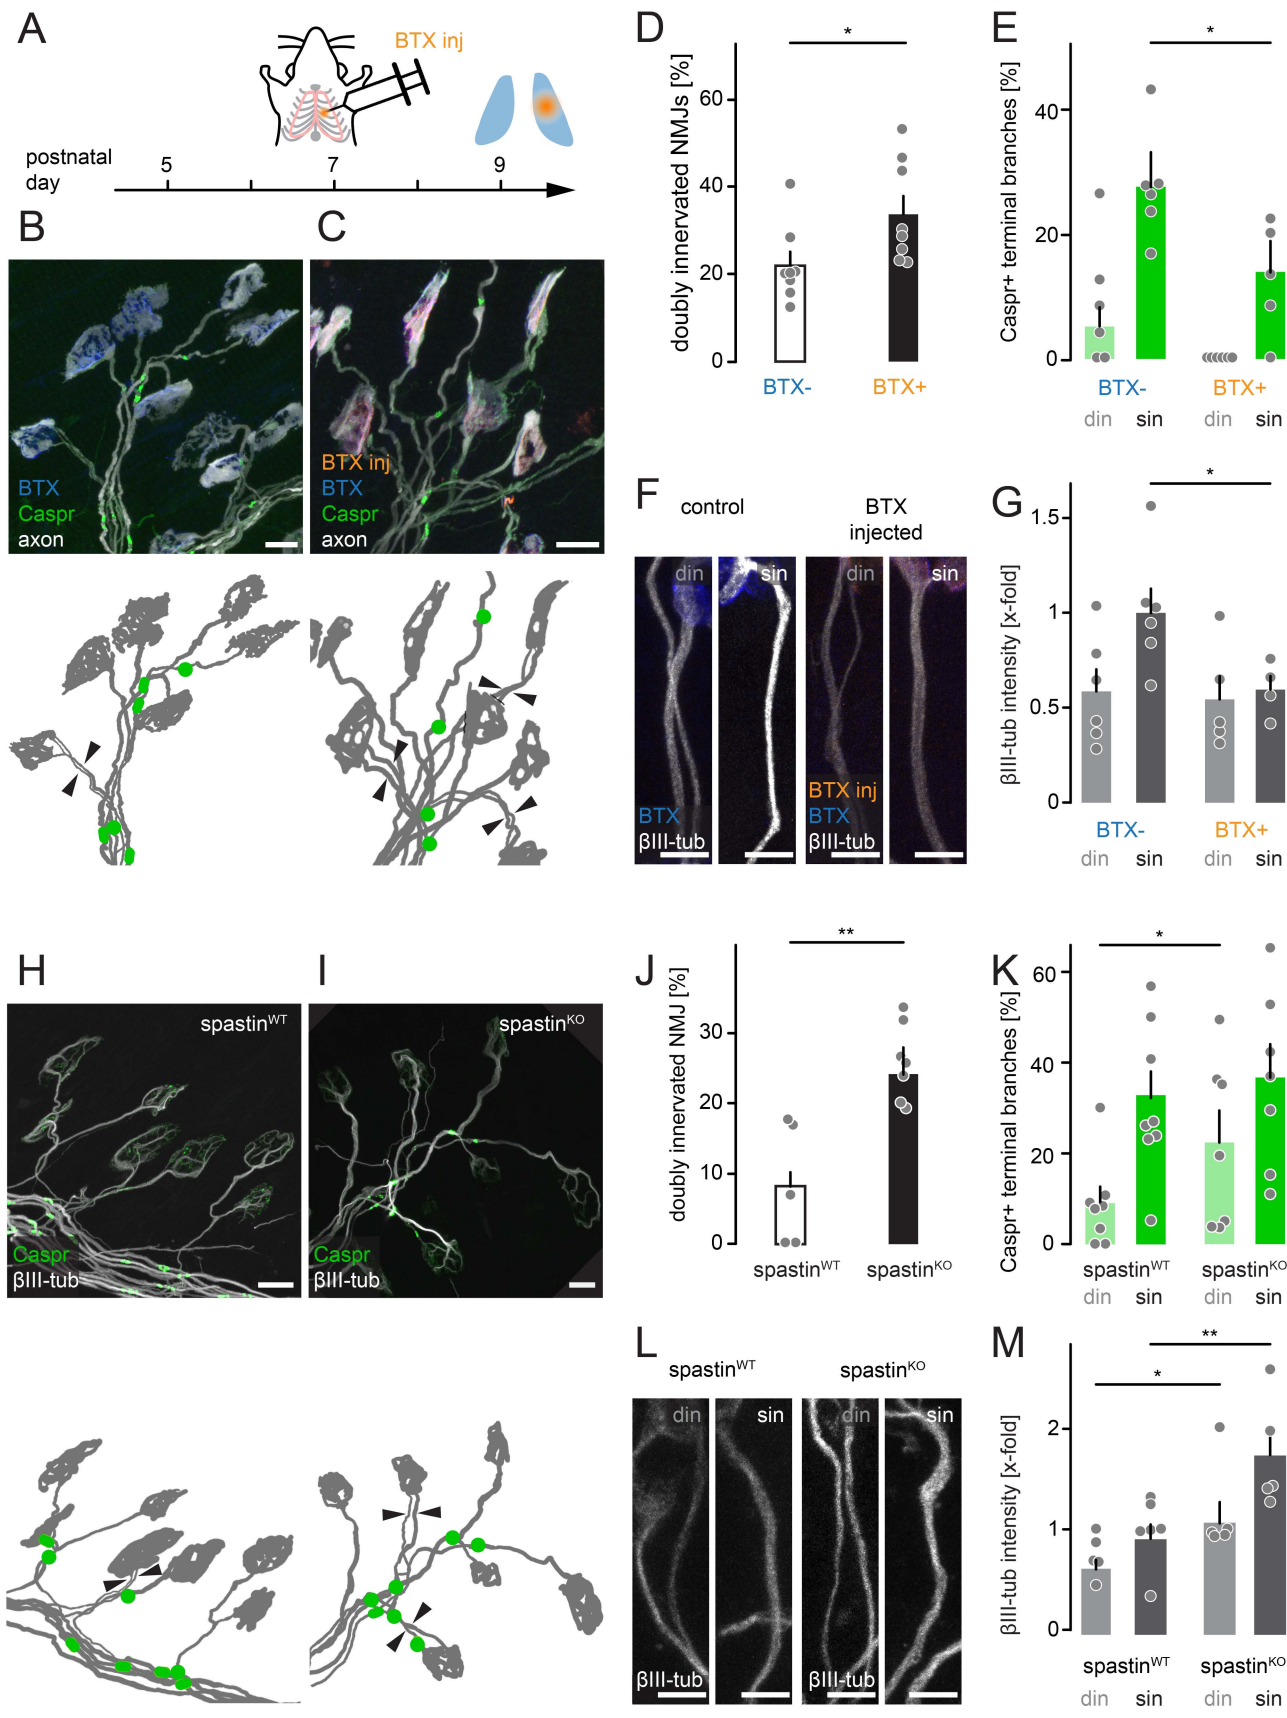 A
BTX inj
postnatal
day
5
7
9
B
BTX
Caspr
axon
C
BTX inj
BTX
Caspr
axon
D
doubly innervated NMJs [%]
*
60
40
20
0
BTX-
BTX+
E
Caspr+ terminal branches [%]
*
40
20
0
BTX-
BTX+
din
sin
din
sin
F
control
BTX
injected
din
sin
din
sin
BTX
βIII-tub
BTX inj
BTX
βIII-tub
G
βIII-tub intensity [x-fold]
*
1.5
1
0.5
0
BTX-
BTX+
din
sin
din
sin
H
spastinWT
Caspr
βIII-tub
I
spastinKO
Caspr
βIII-tub
J
doubly innervated NMJ [%]
**
30
20
10
0
spastinWT
spastinKO
K
Caspr+ terminal branches [%]
*
60
40
20
0
spastinWT
spastinKO
din
sin
din
sin
L
spastinWT
spastinKO
din
sin
din
sin
βIII-tub
βIII-tub
M
βIII-tub intensity [x-fold]
**
*
2
1
0
spastinWT
spastinKO
din
sin
din
sin